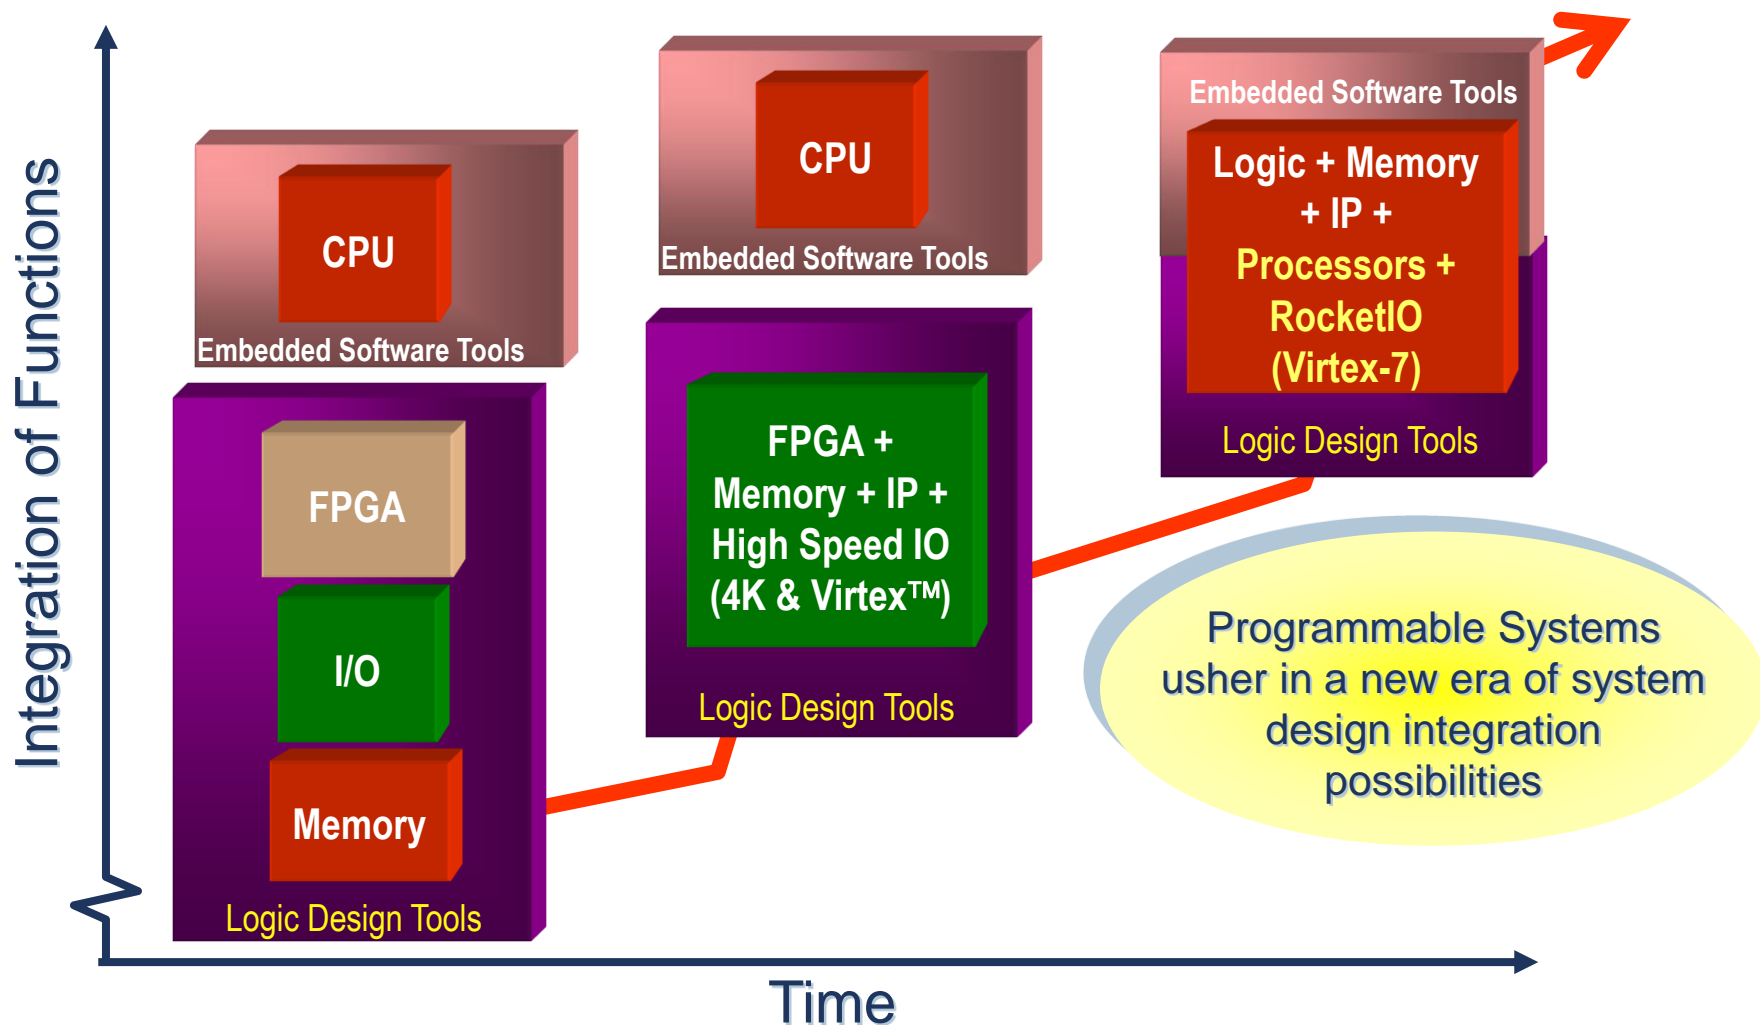 Integration of Functions
CPU
Embedded Software Tools
FPGA
I/O
Memory
Logic Design Tools
CPU
Embedded Software Tools
FPGA +
Memory + IP +
High Speed IO
(4K & Virtex™)
Logic Design Tools
Embedded Software Tools
Logic + Memory
+ IP +
Processors +
RocketIO
(Virtex-7)
Logic Design Tools
Programmable Systems
usher in a new era of system
design integration
possibilities
Time